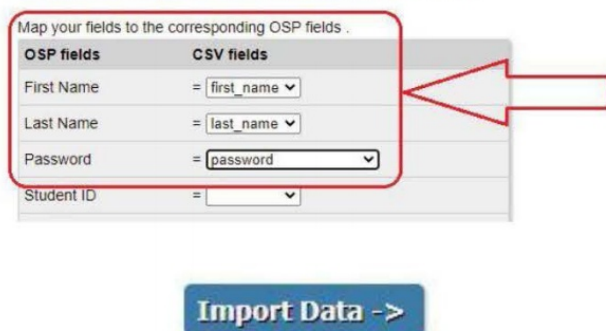 Map your fields to the corresponding OSP fields .
OSP fields CSV fields
First Name = first_name
Last Name = last_name
Password = password
Student ID =
Import Data ->